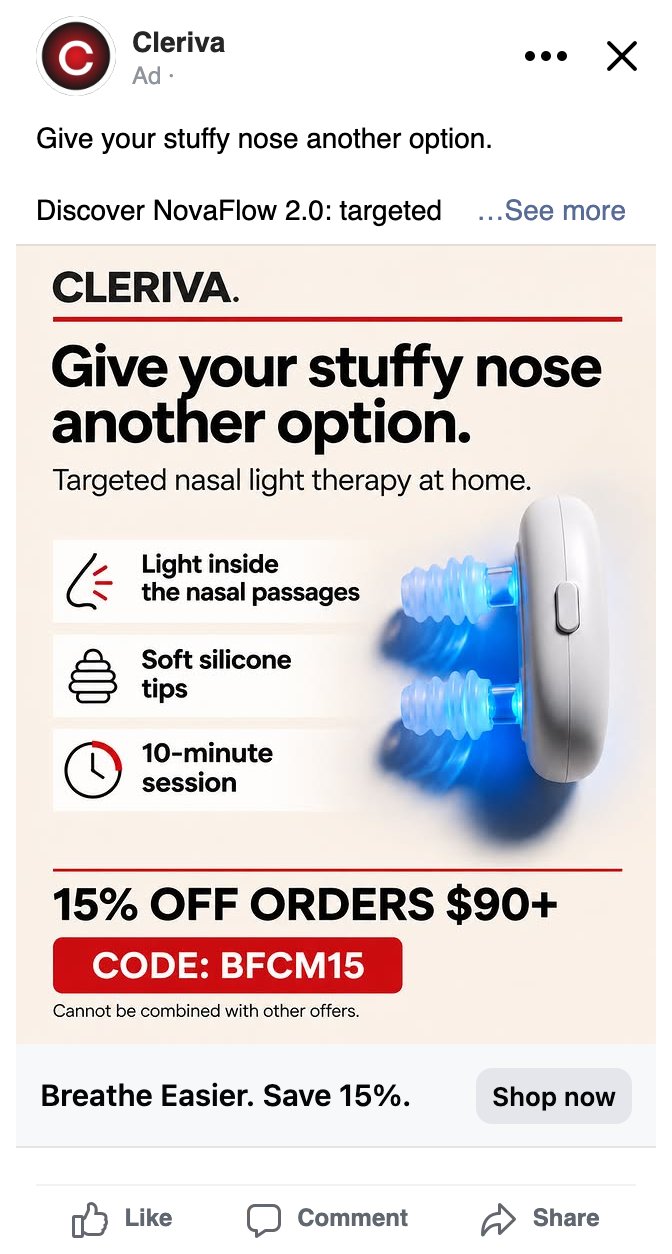 C
Cleriva
Ad ·
Give your stuffy nose another option.
Discover NovaFlow 2.0: targeted ...See more
CLERIVA.
Give your stuffy nose
another option.
Targeted nasal light therapy at home.
Light inside
the nasal passages
Soft silicone
tips
10-minute
session
15% OFF ORDERS $90+
CODE: BFCM15
Cannot be combined with other offers.
Breathe Easier. Save 15%.
Shop now
Like
Comment
Share